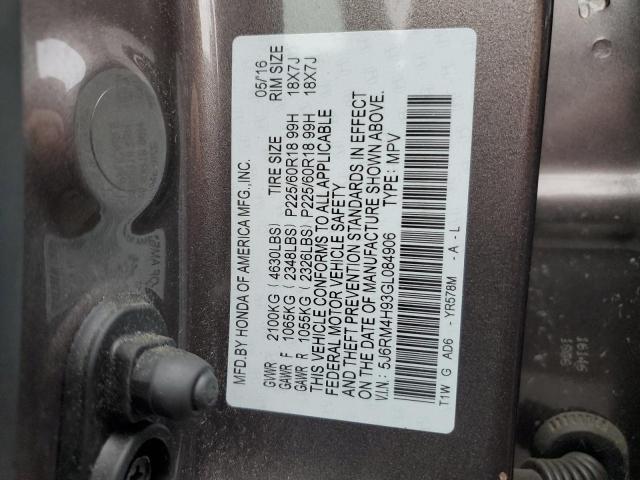 MFD.BY HONDA OF AMERICA MFG.,INC. 05/'16
GVWR 2100KG ( 4630LBS) TIRE SIZE RIM SIZE
GAWR F 1065KG ( 2348LBS) P225/60R18 99H 18X7J
GAWR R 1055KG ( 2326LBS) P225/60R18 99H 18X7J
THIS VEHICLE CONFORMS TO ALL APPLICABLE
FEDERAL MOTOR VEHICLE SAFETY
AND THEFT PREVENTION STANDARDS IN EFFECT
ON THE DATE OF MANUFACTURE SHOWN ABOVE.
V.I.N.: 5J6RM4H93GL084906 TYPE: MPV
T1W G AD6 - YR578M - A - L